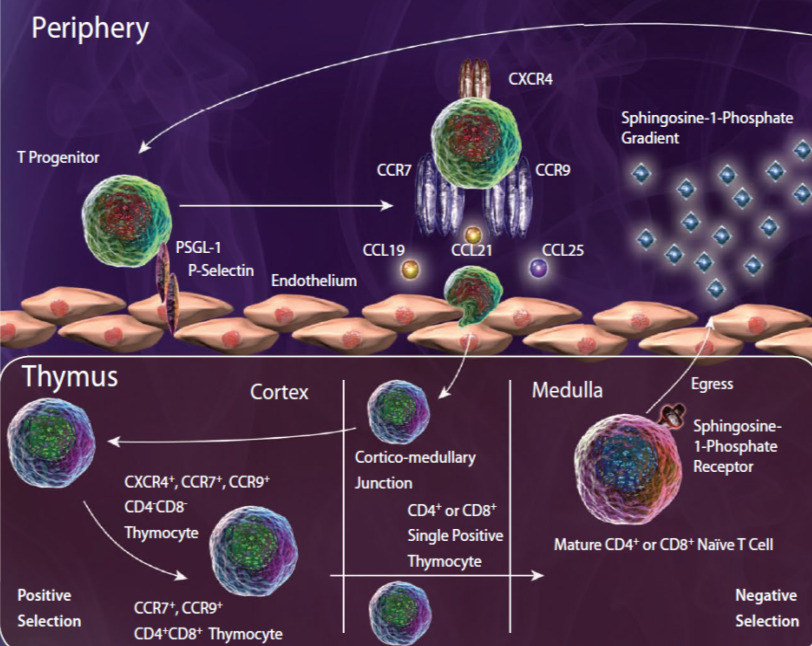 Periphery
CXCR4
Sphingosine-1-Phosphate
Gradient
T Progenitor
CCR7
CCR9
PSGL-1
P-Selectin
CCL19
CCL21
CCL25
Endothelium
Thymus
Cortex
Medulla
Egress
Sphingosine-
1-Phosphate
Receptor
Cortico-medullary
Junction
CXCR4⁺, CCR7⁺, CCR9⁺
CD4⁻CD8⁻
Thymocyte
CD4⁺ or CD8⁺
Single Positive
Thymocyte
Mature CD4⁺ or CD8⁺ Naïve T Cell
Positive
Selection
CCR7⁺, CCR9⁺
CD4⁺CD8⁺ Thymocyte
Negative
Selection